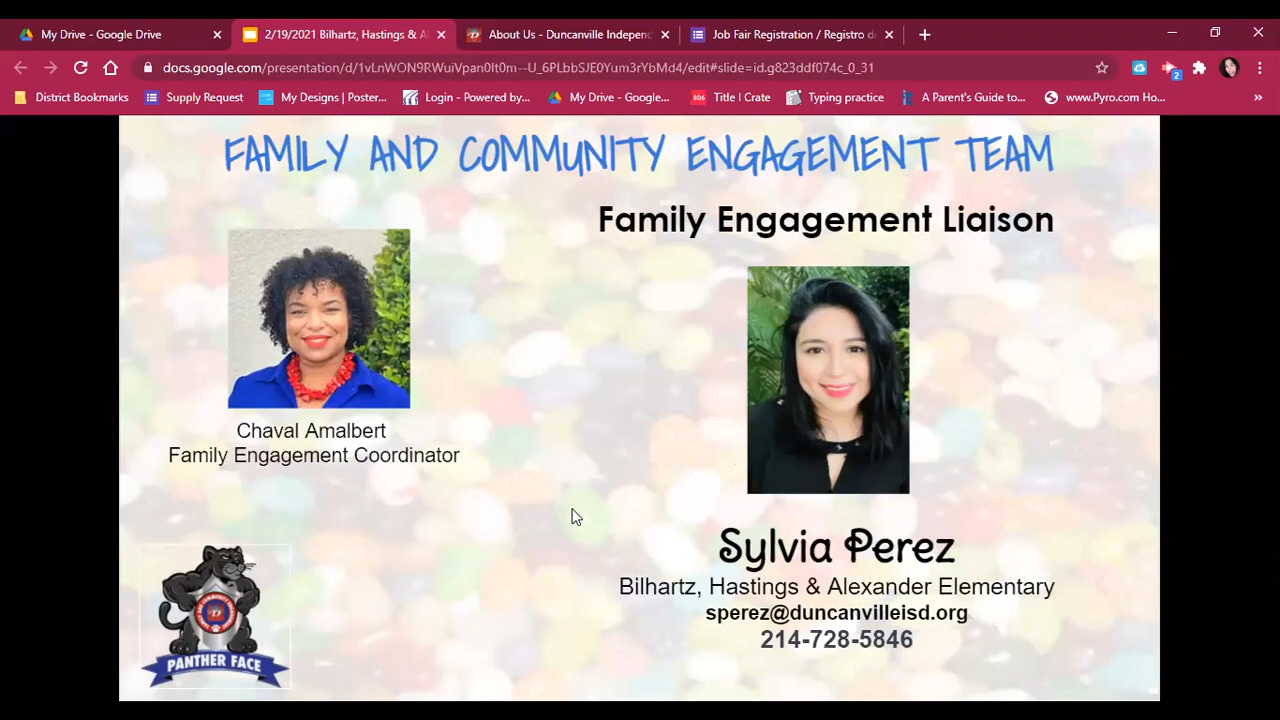 My Drive - Google Drive
2/19/2021 Bilhartz, Hastings & A
About Us - Duncanville Independ
Job Fair Registration / Registro d
docs.google.com/presentation/d/
/edit#slide=id.g823ddf074c_0_31
2
District Bookmarks
Supply Request
My Designs | Poster...
Login - Powered by...
My Drive - Google...
806 Title I Crate
Typing practice
A Parent's Guide to...
www.Pyro.com Ho...
»
FAMILY AND COMMUNITY ENGAGEMENT TEAM
Family Engagement Liaison
Chaval Amalbert
Family Engagement Coordinator
Sylvia Perez
Bilhartz, Hastings & Alexander Elementary
sperez@duncanvilleisd.org
214-728-5846
PANTHER FACE